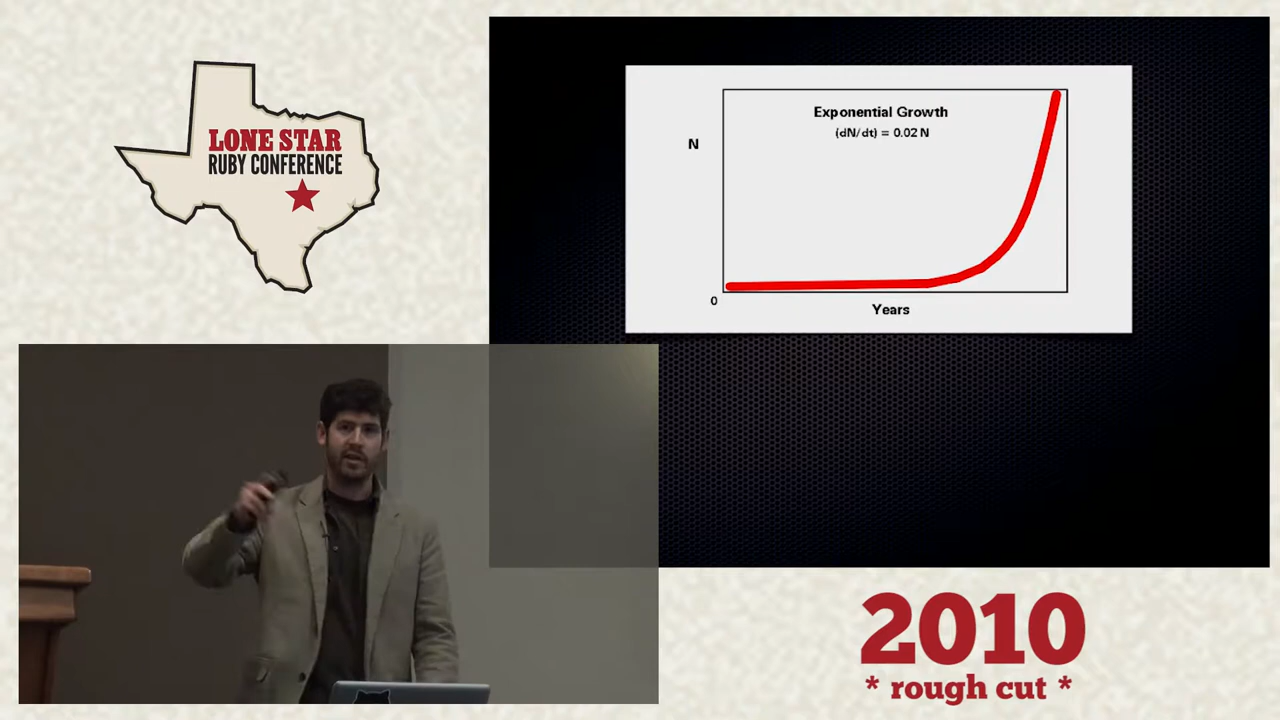 LONE STAR
RUBY CONFERENCE
Exponential Growth
(dN/dt) = 0.02 N
N
0
Years
2010
* rough cut *